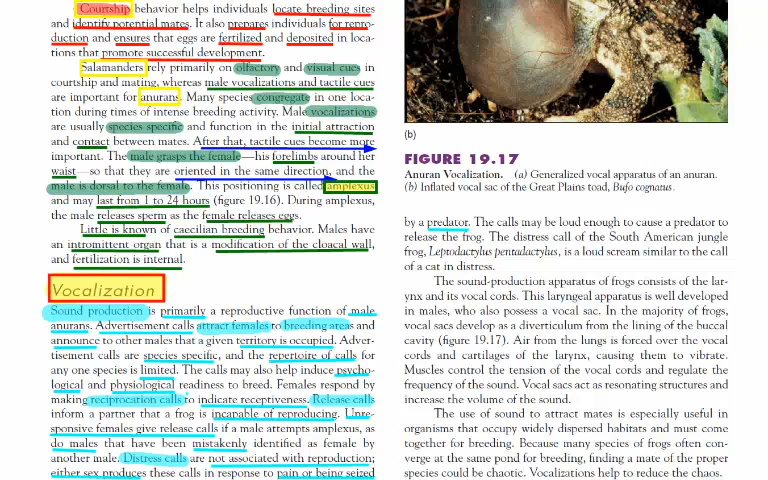 Courtship behavior helps individuals locate breeding sites
and identify potential mates. It also prepares individuals for repro-
duction and ensures that eggs are fertilized and deposited in loca-
tions that promote successful development.
Salamanders rely primarily on olfactory and visual cues in
courtship and mating, whereas male vocalizations and tactile cues
are important for anurans. Many species congregate in one loca-
tion during times of intense breeding activity. Male vocalizations
are usually species specific and function in the initial attraction
and contact between mates. After that, tactile cues become more
important. The male grasps the female—his forelimbs around her
waist—so that they are oriented in the same direction, and the
male is dorsal to the female. This positioning is called amplexus
and may last from 1 to 24 hours (figure 19.16). During amplexus,
the male releases sperm as the female releases eggs.
Little is known of caecilian breeding behavior. Males have
an intromittent organ that is a modification of the cloacal wall,
and fertilization is internal.
Vocalization
Sound production is primarily a reproductive function of male
anurans. Advertisement calls attract females to breeding areas and
announce to other males that a given territory is occupied. Adver-
tisement calls are species specific, and the repertoire of calls for
any one species is limited. The calls may also help induce psycho-
logical and physiological readiness to breed. Females respond by
making reciprocation calls to indicate receptiveness. Release calls
inform a partner that a frog is incapable of reproducing. Unre-
sponsive females give release calls if a male attempts amplexus, as
do males that have been mistakenly identified as female by
another male. Distress calls are not associated with reproduction;
either sex produces these calls in response to pain or being seized
(b)
FIGURE 19.17
Anuran Vocalization. (a) Generalized vocal apparatus of an anuran.
(b) Inflated vocal sac of the Great Plains toad, Bufo cognatus.
by a predator. The calls may be loud enough to cause a predator to
release the frog. The distress call of the South American jungle
frog, Leptodactylus pentadactylus, is a loud scream similar to the call
of a cat in distress.
The sound-production apparatus of frogs consists of the lar-
ynx and its vocal cords. This laryngeal apparatus is well developed
in males, who also possess a vocal sac. In the majority of frogs,
vocal sacs develop as a diverticulum from the lining of the buccal
cavity (figure 19.17). Air from the lungs is forced over the vocal
cords and cartilages of the larynx, causing them to vibrate.
Muscles control the tension of the vocal cords and regulate the
frequency of the sound. Vocal sacs act as resonating structures and
increase the volume of the sound.
The use of sound to attract mates is especially useful in
organisms that occupy widely dispersed habitats and must come
together for breeding. Because many species of frogs often con-
verge at the same pond for breeding, finding a mate of the proper
species could be chaotic. Vocalizations help to reduce the chaos.